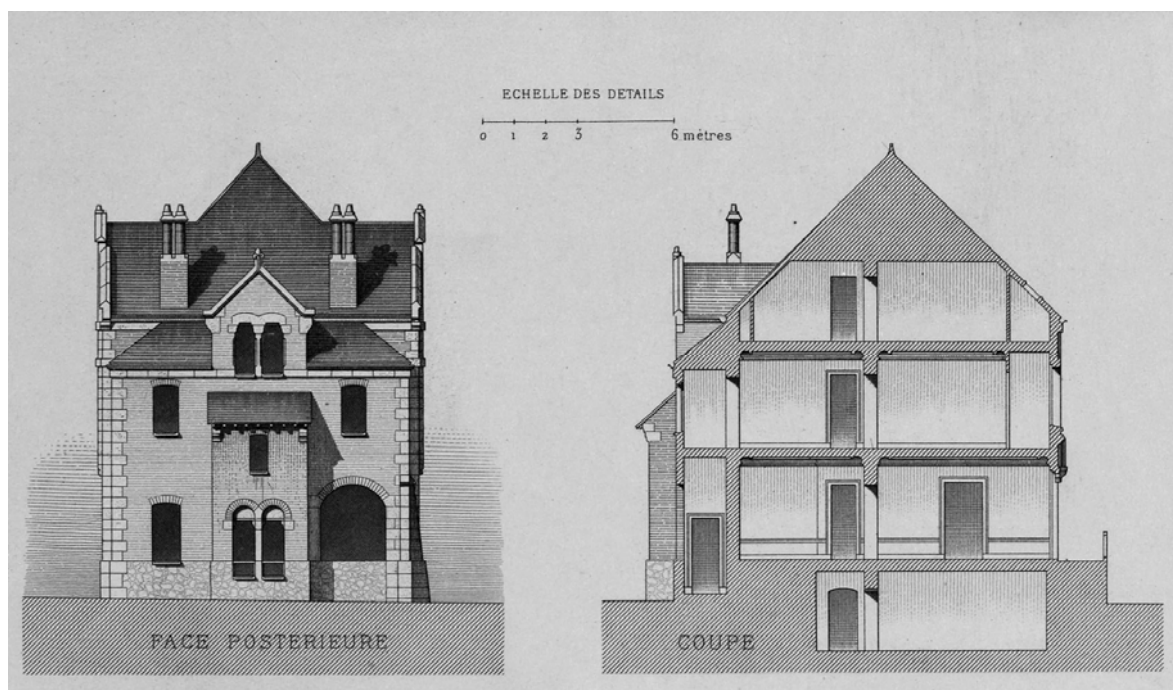 ECHELLE DES DETAILS
0 1 2 3 6 mètres
FACE POSTERIEURE
COUPE